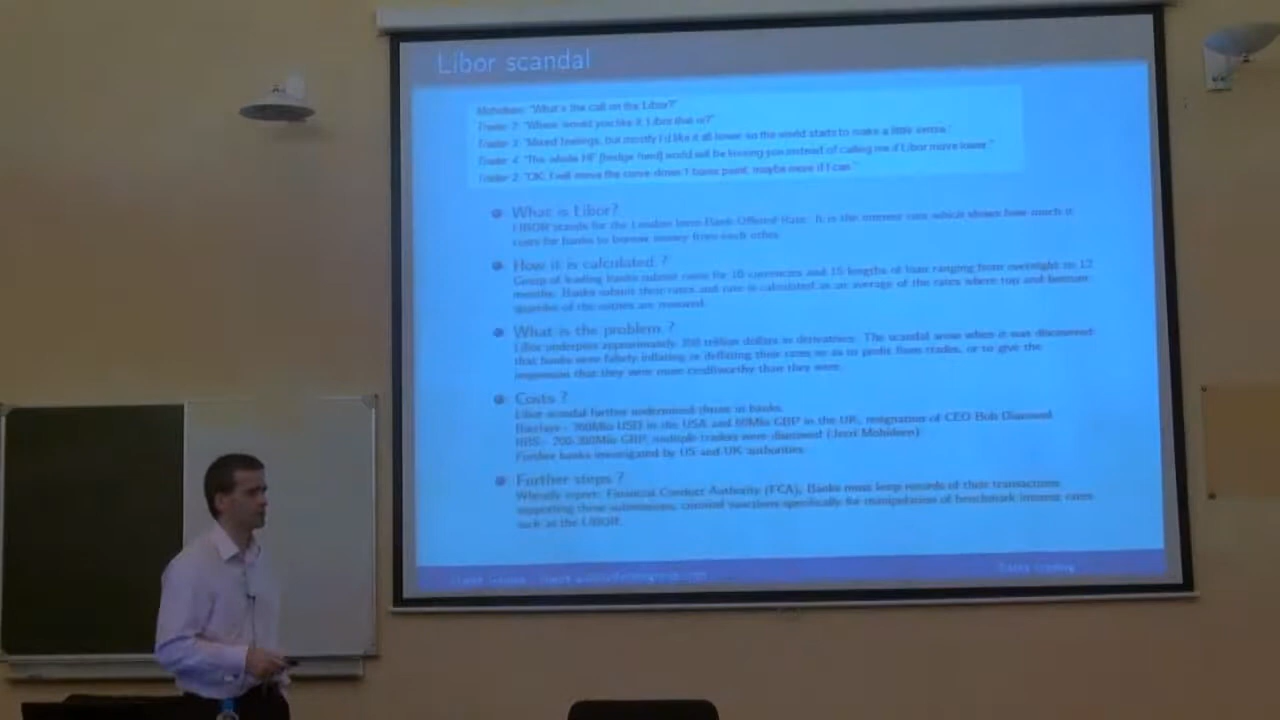 Libor scandal
Mohideen: "What's the call on the Libor?"
Trader 2: "Where would you like it, Libor that is?"
Trader 3: "Mixed feelings, but mostly I'd like it all lower so the world starts to make a little sense."
Trader 4: "The whole HF [hedge fund] world will be kissing you instead of calling me if Libor move lower."
Trader 2: "OK, I will move the curve down 1 basis point, maybe more if I can."
What is Libor?
LIBOR stands for the London Inter-Bank Offered Rate. It is the interest rate which shows how much it
costs for banks to borrow money from each other.
How it is calculated ?
Group of leading banks submit rates for 10 currencies and 15 lengths of loan ranging from overnight to 12
months. Banks submit their rates and rate is calculated as an average of the rates where top and bottom
quartiles of the entries are removed.
What is the problem ?
Libor underpins approximately 350 trillion dollars in derivatives. The scandal arose when it was discovered
that banks were falsely inflating or deflating their rates so as to profit from trades, or to give the
impression that they were more creditworthy than they were.
Costs ?
Libor scandal further undermined thrust in banks.
Barclays - 360Mio USD in the USA and 60Mio GBP in the UK, resignation of CEO Bob Diamond
RBS - 200-300Mio GBP, multiple traders were dismissed (Jezri Mohideen)
Further banks investigated by US and UK authorities.
Further steps ?
Wheatly report: Financial Conduct Authority (FCA), Banks must keep records of their transactions
supporting those submissions, criminal sanctions specifically for manipulation of benchmark interest rates
such as the LIBOR.